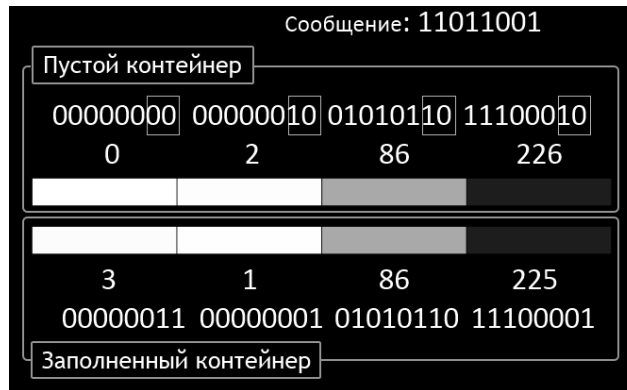 Сообщение: 11011001
Пустой контейнер
00000000 00000010 01010110 11100010
0 2 86 226
3 1 86 225
00000011 00000001 01010110 11100001
Заполненный контейнер